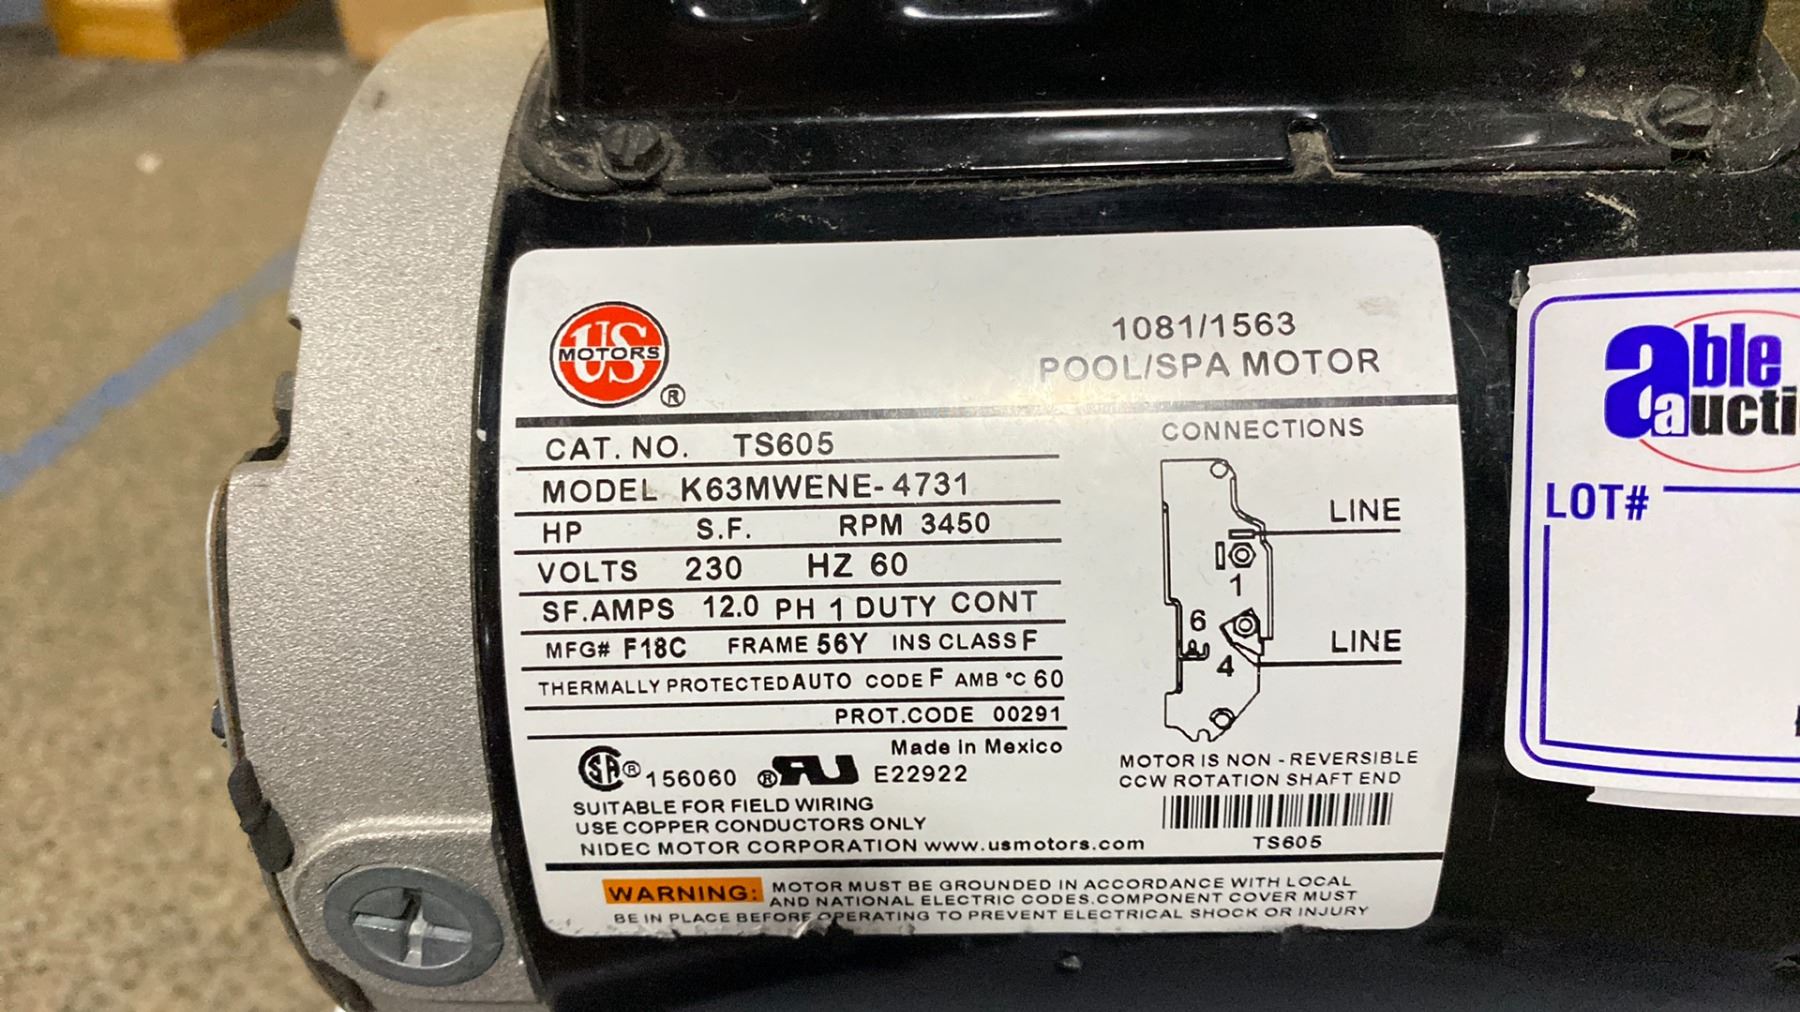 US
MOTORS
®
1081/1563
POOL/SPA MOTOR
CAT. NO. TS605
MODEL K63MWENE-4731
HP S.F. RPM 3450
VOLTS 230 HZ 60
SF.AMPS 12.0 PH 1 DUTY CONT
MFG# F18C FRAME 56Y INS CLASS F
THERMALLY PROTECTED AUTO CODE F AMB °C 60
PROT.CODE 00291
Made in Mexico
SA ® 156060 ® RU E22922
SUITABLE FOR FIELD WIRING
USE COPPER CONDUCTORS ONLY
NIDEC MOTOR CORPORATION www.usmotors.com
CONNECTIONS
LINE
1
6
LINE
4
MOTOR IS NON - REVERSIBLE
CCW ROTATION SHAFT END
TS605
WARNING: MOTOR MUST BE GROUNDED IN ACCORDANCE WITH LOCAL
AND NATIONAL ELECTRIC CODES.COMPONENT COVER MUST
BE IN PLACE BEFORE OPERATING TO PREVENT ELECTRICAL SHOCK OR INJURY
able
aucti
LOT#